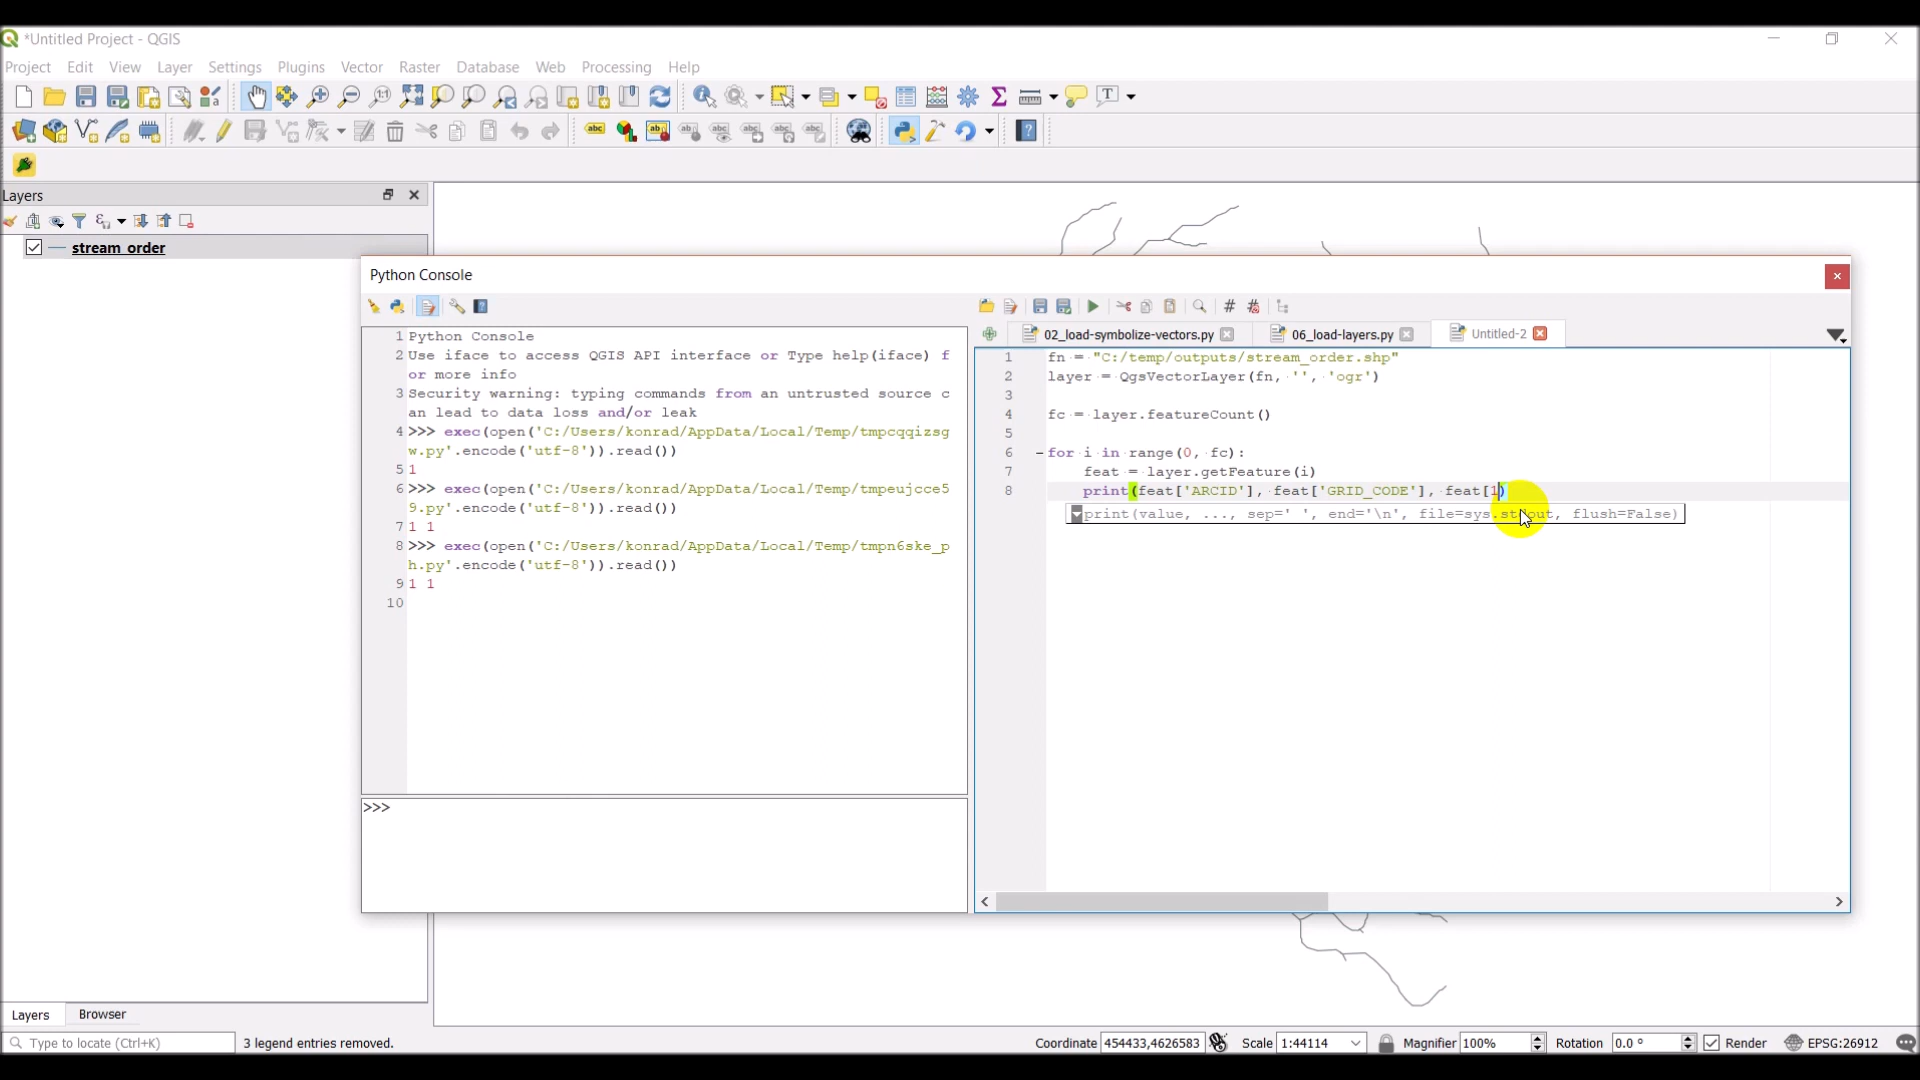 *Untitled Project - QGIS
Project Edit View Layer Settings Plugins Vector Raster Database Web Processing Help
Layers
stream_order
Python Console
1 Python Console
2 Use iface to access QGIS API interface or Type help(iface) f
or more info
3 Security warning: typing commands from an untrusted source c
an lead to data loss and/or leak
4 >>> exec(open('C:/Users/konrad/AppData/Local/Temp/tmpcqqizsg
w.py'.encode('utf-8')).read())
5 1
6 >>> exec(open('C:/Users/konrad/AppData/Local/Temp/tmpeujcce5
9.py'.encode('utf-8')).read())
7 1 1
8 >>> exec(open('C:/Users/konrad/AppData/Local/Temp/tmpn6ske_p
h.py'.encode('utf-8')).read())
9 1 1
10
>>>
02_load-symbolize-vectors.py 06_load-layers.py Untitled-2
1 fn = "C:/temp/outputs/stream_order.shp"
2 layer = QgsVectorLayer(fn, '', 'ogr')
3
4 fc = layer.featureCount()
5
6 for i in range(0, fc):
7 feat = layer.getFeature(i)
8 print(feat['ARCID'], feat['GRID_CODE'], feat[1)
print(value, ..., sep=' ', end='\n', file=sys.stdout, flush=False)
Layers Browser
Type to locate (Ctrl+K) 3 legend entries removed. Coordinate 454433,4626583 Scale 1:44114 Magnifier 100% Rotation 0.0 ° Render EPSG:26912